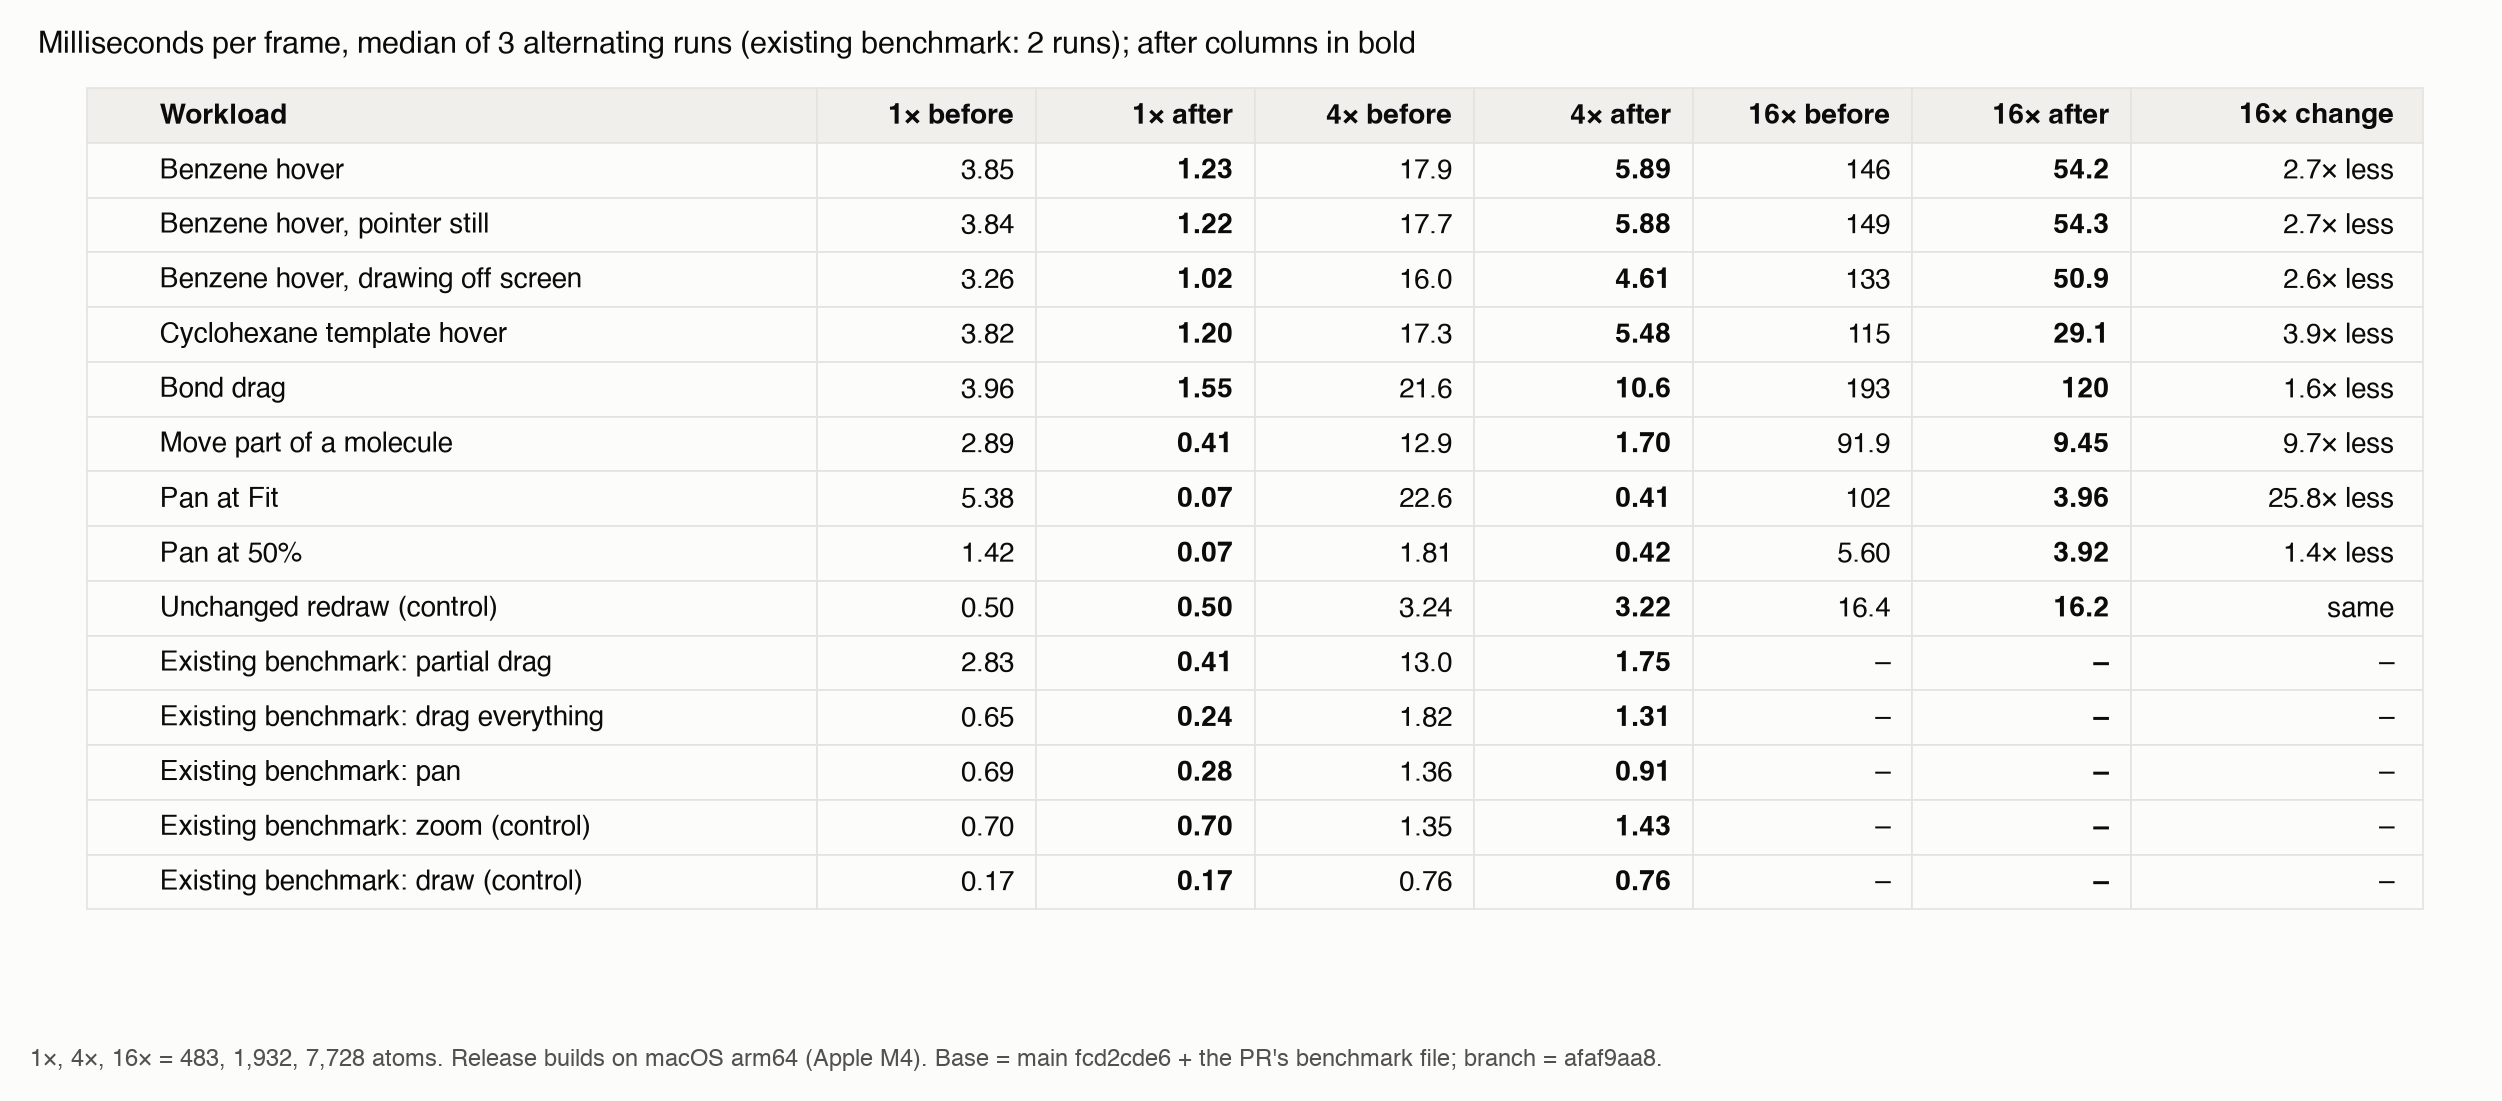 Milliseconds per frame, median of 3 alternating runs (existing benchmark: 2 runs); after columns in bold
Workload 1× before 1× after 4× before 4× after 16× before 16× after 16× change
Benzene hover 3.85 1.23 17.9 5.89 146 54.2 2.7× less
Benzene hover, pointer still 3.84 1.22 17.7 5.88 149 54.3 2.7× less
Benzene hover, drawing off screen 3.26 1.02 16.0 4.61 133 50.9 2.6× less
Cyclohexane template hover 3.82 1.20 17.3 5.48 115 29.1 3.9× less
Bond drag 3.96 1.55 21.6 10.6 193 120 1.6× less
Move part of a molecule 2.89 0.41 12.9 1.70 91.9 9.45 9.7× less
Pan at Fit 5.38 0.07 22.6 0.41 102 3.96 25.8× less
Pan at 50% 1.42 0.07 1.81 0.42 5.60 3.92 1.4× less
Unchanged redraw (control) 0.50 0.50 3.24 3.22 16.4 16.2 same
Existing benchmark: partial drag 2.83 0.41 13.0 1.75 – – –
Existing benchmark: drag everything 0.65 0.24 1.82 1.31 – – –
Existing benchmark: pan 0.69 0.28 1.36 0.91 – – –
Existing benchmark: zoom (control) 0.70 0.70 1.35 1.43 – – –
Existing benchmark: draw (control) 0.17 0.17 0.76 0.76 – – –
1×, 4×, 16× = 483, 1,932, 7,728 atoms. Release builds on macOS arm64 (Apple M4). Base = main fcd2cde6 + the PR's benchmark file; branch = afaf9aa8.